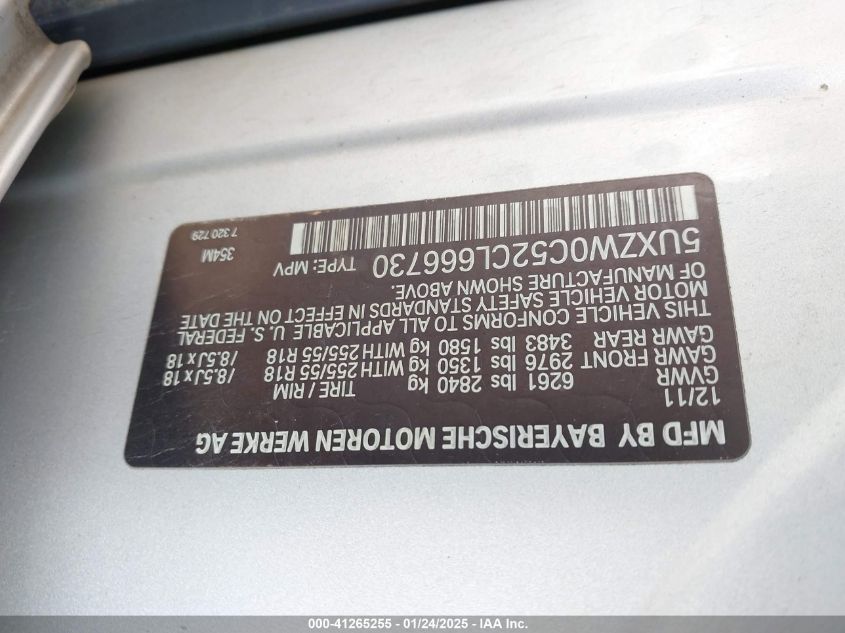 MFD BY BAYERISCHE MOTOREN WERKE AG
12/11
GVWR 6261 lbs 2840 kg TIRE / RIM
GAWR FRONT 2976 lbs 1350 kg WITH 255/55 R18 /8.5J x 18
GAWR REAR 3483 lbs 1580 kg WITH 255/55 R18 /8.5J x 18
THIS VEHICLE CONFORMS TO ALL APPLICABLE U. S. FEDERAL
MOTOR VEHICLE SAFETY STANDARDS IN EFFECT ON THE DATE
OF MANUFACTURE SHOWN ABOVE.
5UXZW0C52CL666730 TYPE: MPV 354M
7 320 729
000-41265255 - 01/24/2025 - IAA Inc.